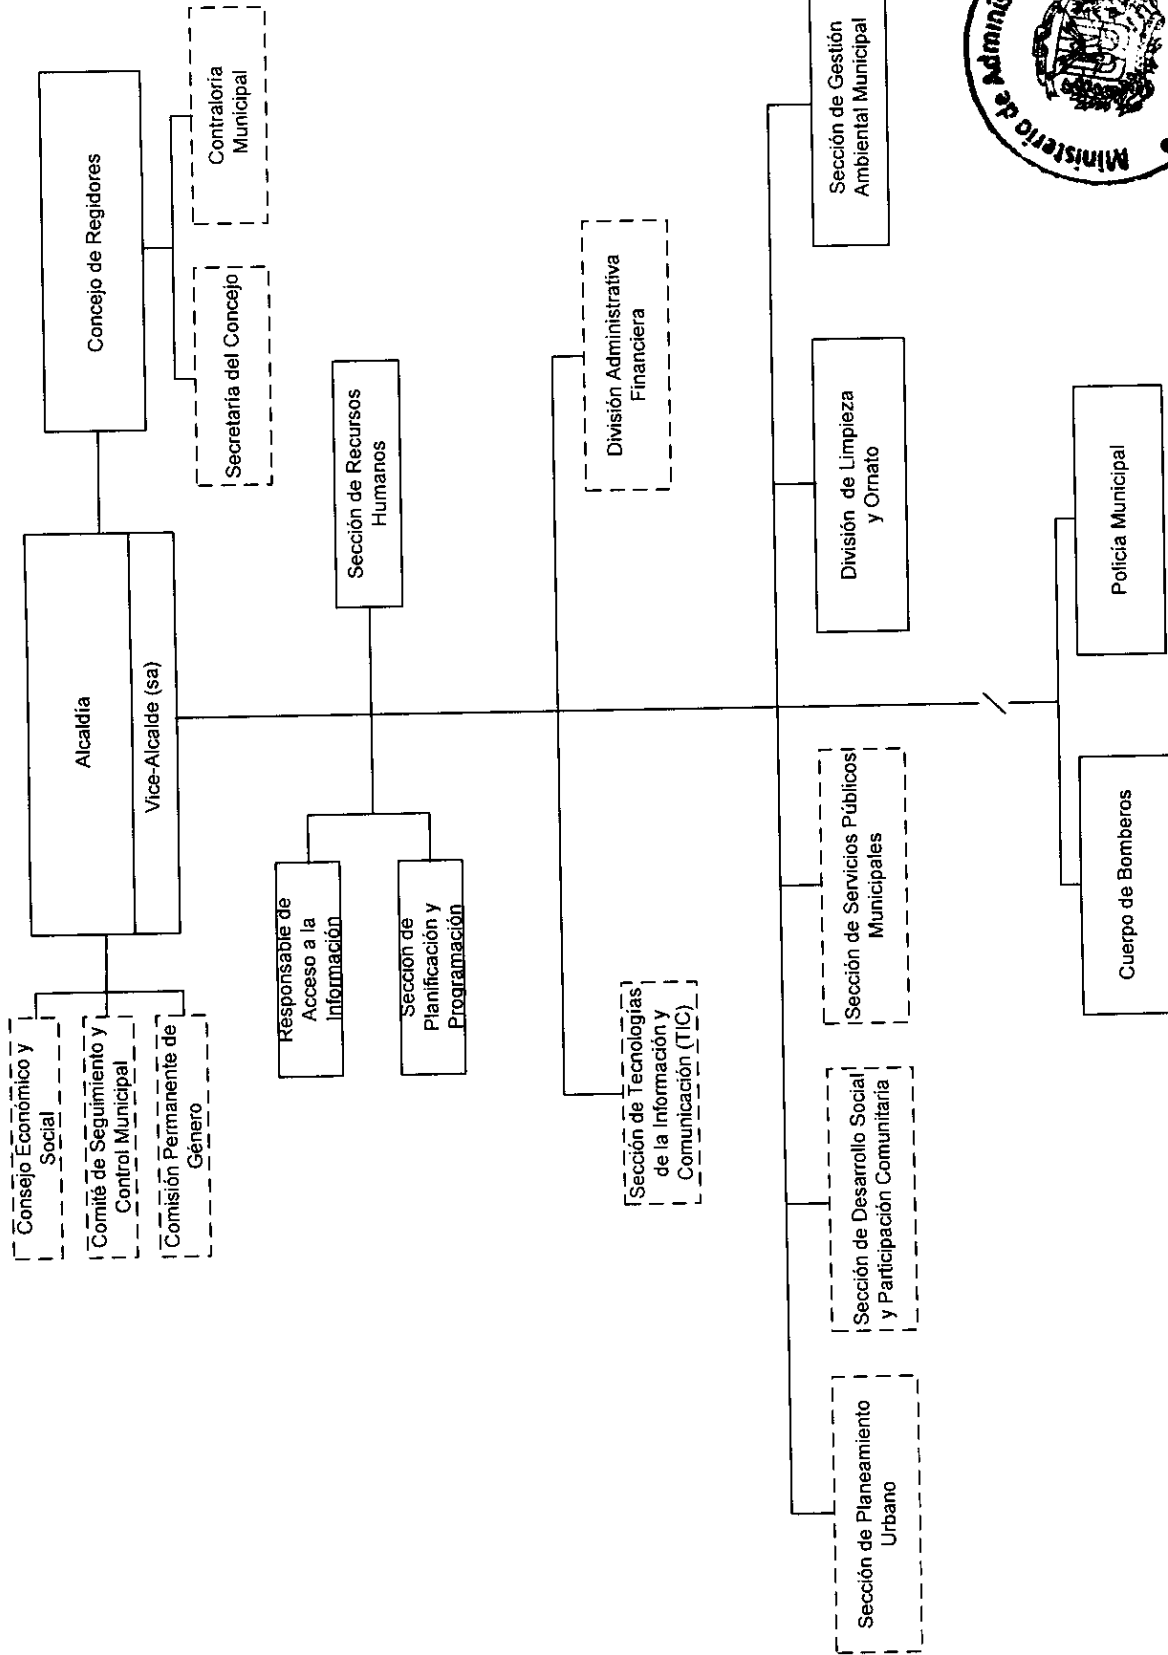 Consejo Económico y
Social
Comité de Seguimiento y
Control Municipal
Comisión Permanente de
Género
Alcaldía
Vice-Alcalde (sa)
Concejo de Regidores
Secretaría del Concejo
Contraloría
Municipal
Responsable de
Acceso a la
Información
Sección de
Planificación y
Programación
Sección de Recursos
Humanos
Sección de Tecnologías
de la Información y
Comunicación (TIC)
División Administrativa
Financiera
Sección de Planeamiento
Urbano
Sección de Desarrollo Social
y Participación Comunitaria
Sección de Servicios Públicos
Municipales
División de Limpieza
y Ornato
Sección de Gestión
Ambiental Municipal
Cuerpo de Bomberos
Policía Municipal
Ministerio de